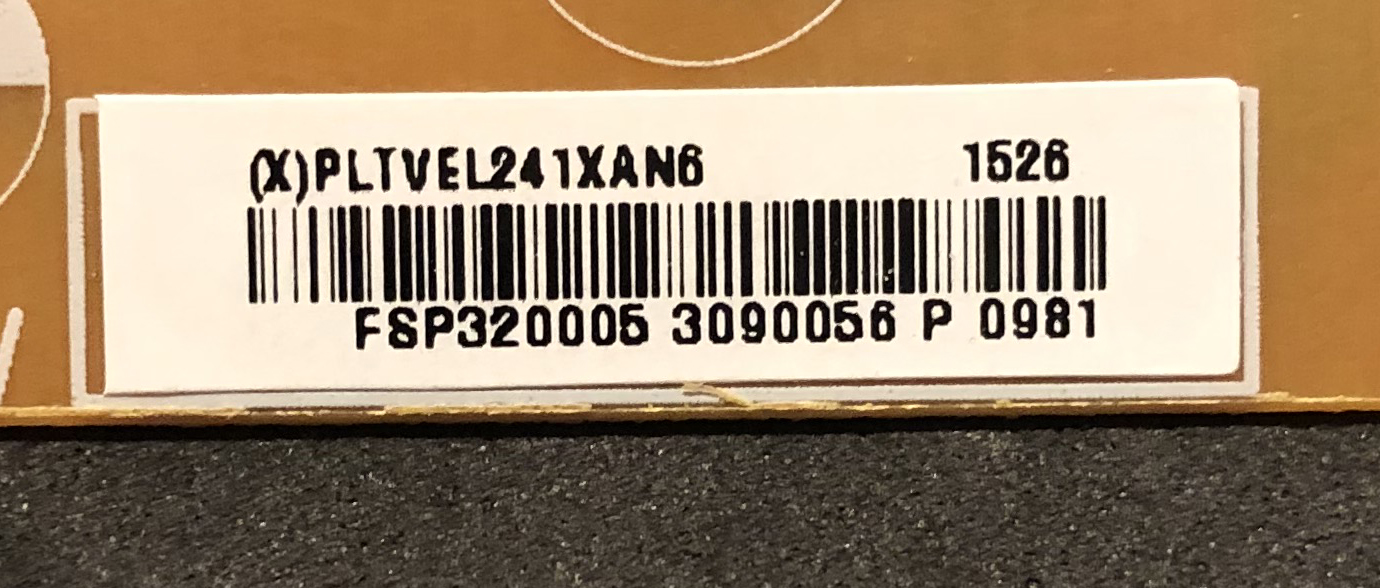 (X)PLTVEL241XAN6 1526
FSP320005 3090056 P 0981